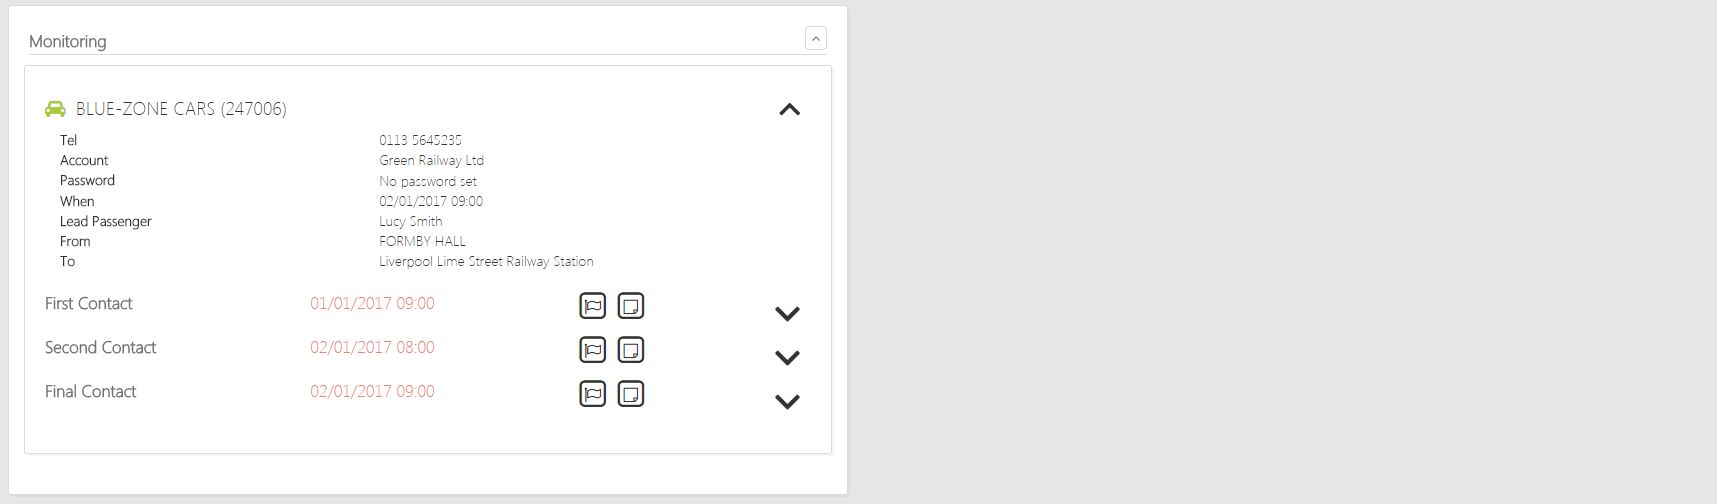 Monitoring
BLUE-ZONE CARS (247006)
Tel 0113 5645235
Account Green Railway Ltd
Password No password set
When 02/01/2017 09:00
Lead Passenger Lucy Smith
From FORMBY HALL
To Liverpool Lime Street Railway Station
First Contact 01/01/2017 09:00
Second Contact 02/01/2017 08:00
Final Contact 02/01/2017 09:00